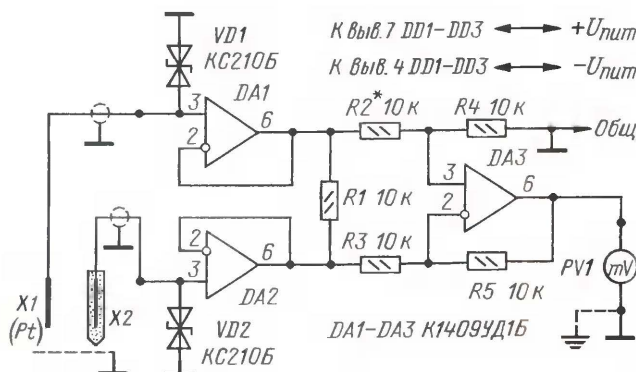 VD1
КС210Б
К выв.7 DD1-DD3 +Uпит
К выв.4 DD1-DD3 -Uпит
DA1
3
2
6
R2* 10 к
R4 10 к
Общ
DA3
3
2
6
R1 10 к
2
3
6
R3 10 к
DA2
R5 10 к
PV1
mV
X1
(Pt)
X2
VD2
КС210Б
DA1-DA3 К1409УД1Б